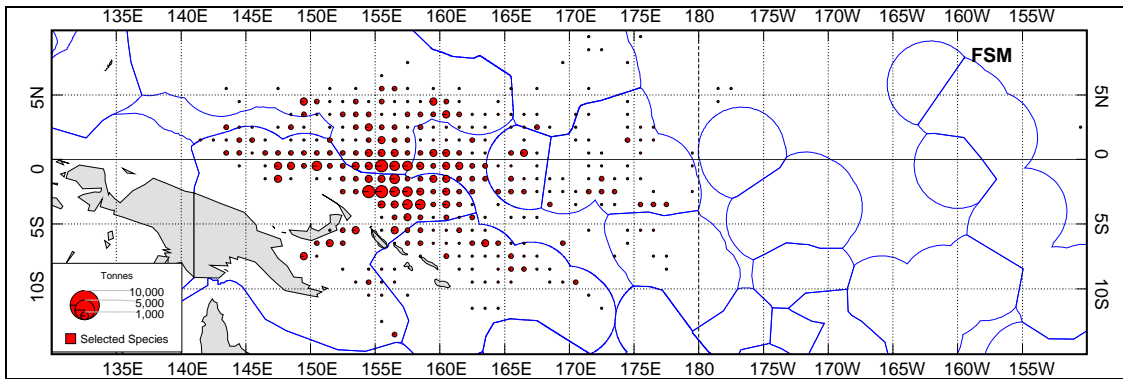 135E 140E 145E 150E 155E 160E 165E 170E 175E 175W 170W 165W 160W 155W
FSM
5N 5N
0 0
5S 5S
10S 10S
Tonnes
10,000
5,000
1,000
Selected Species
135E 140E 145E 150E 155E 160E 165E 170E 175E 180 175W 170W 165W 160W 155W